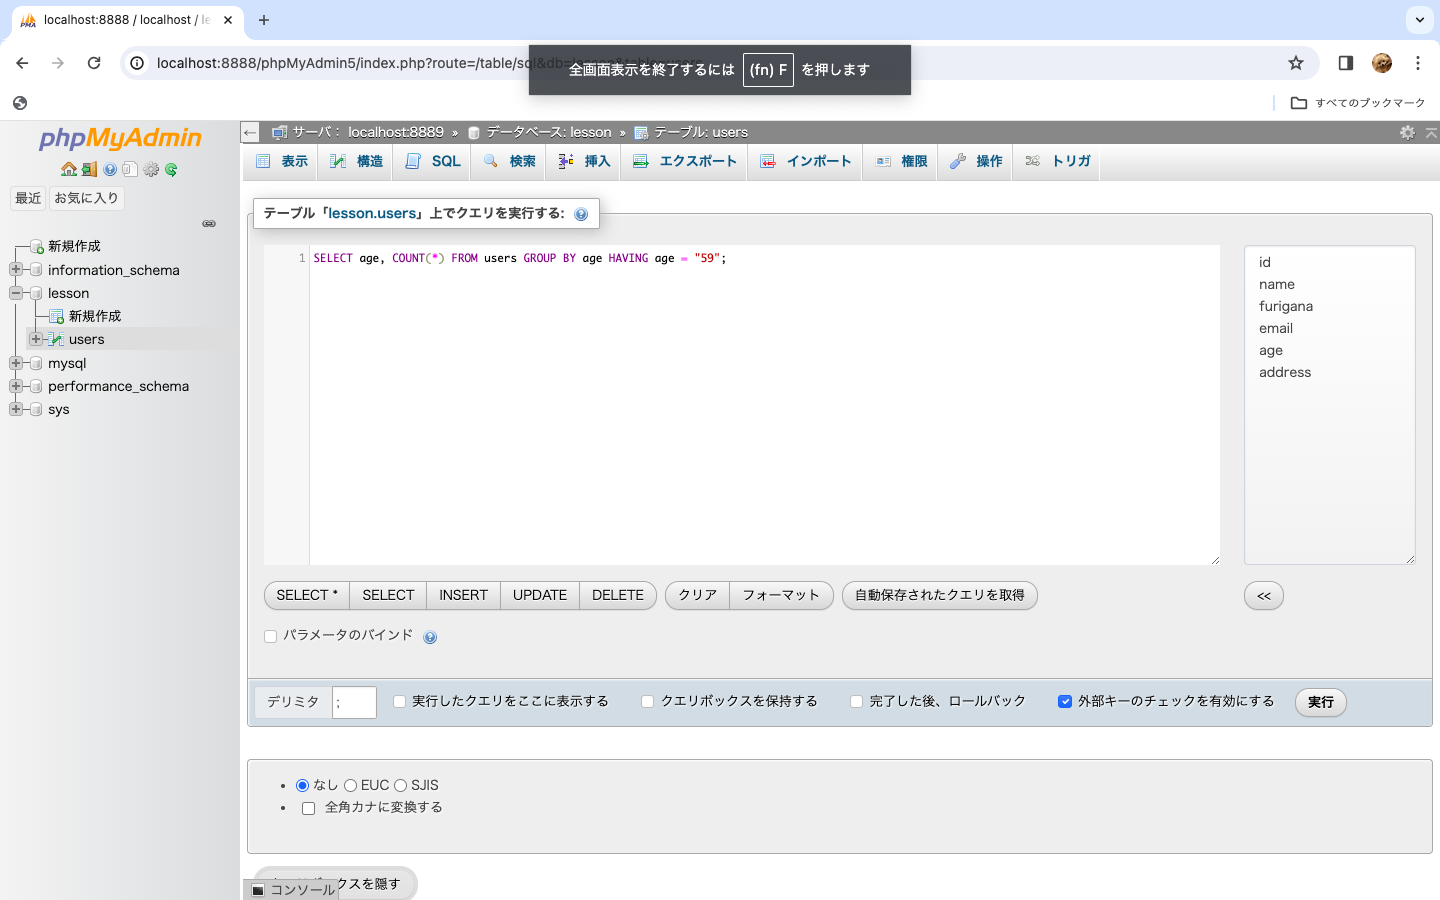 localhost:8888 / localhost / le
localhost:8888/phpMyAdmin5/index.php?route=/table/sql&db=
全画面表示を終了するには (fn) F を押します
すべてのブックマーク
phpMyAdmin
最近 お気に入り
新規作成
information_schema
lesson
新規作成
users
mysql
performance_schema
sys
サーバ: localhost:8889 » データベース: lesson » テーブル: users
表示 構造 SQL 検索 挿入 エクスポート インポート 権限 操作 トリガ
テーブル「lesson.users」上でクエリを実行する:
1 SELECT age, COUNT(*) FROM users GROUP BY age HAVING age = "59";
id
name
furigana
email
age
address
SELECT * SELECT INSERT UPDATE DELETE クリア フォーマット 自動保存されたクエリを取得 <<
パラメータのバインド
デリミタ ; 実行したクエリをここに表示する クエリボックスを保持する 完了した後、ロールバック 外部キーのチェックを有効にする 実行
なし EUC SJIS
全角カナに変換する
ックスを隠す
コンソール